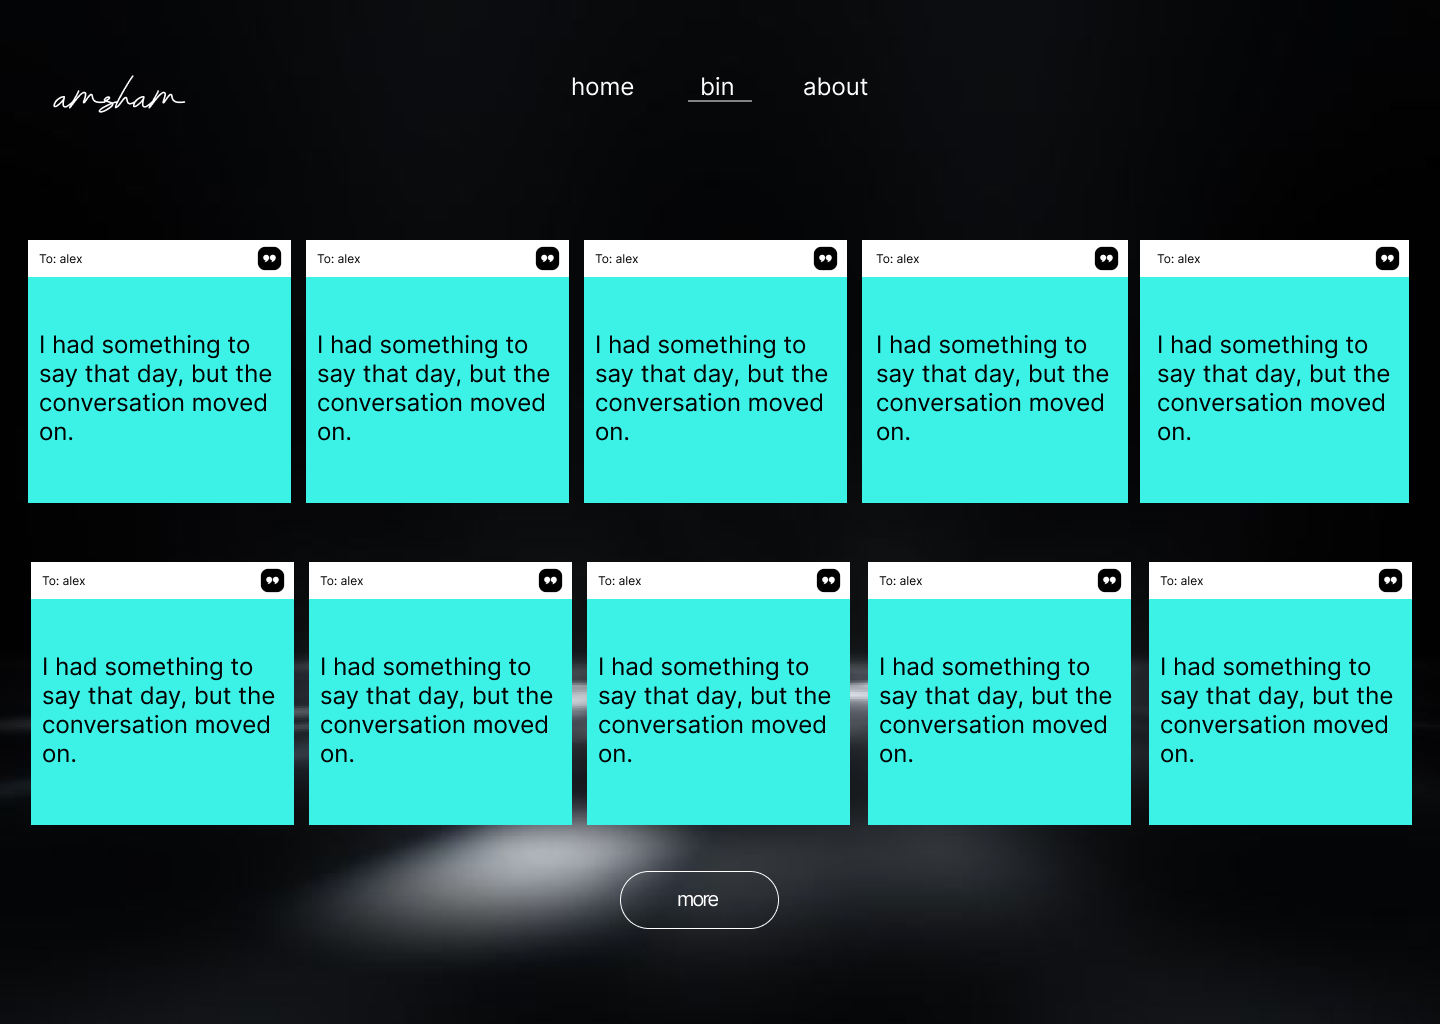 amsham
home bin about
To: alex To: alex To: alex To: alex To: alex
I had something to I had something to I had something to I had something to I had something to
say that day, but the say that day, but the say that day, but the say that day, but the say that day, but the
conversation moved conversation moved conversation moved conversation moved conversation moved
on. on. on. on. on.
To: alex To: alex To: alex To: alex To: alex
I had something to I had something to I had something to I had something to I had something to
say that day, but the say that day, but the say that day, but the say that day, but the say that day, but the
conversation moved conversation moved conversation moved conversation moved conversation moved
on. on. on. on. on.
more